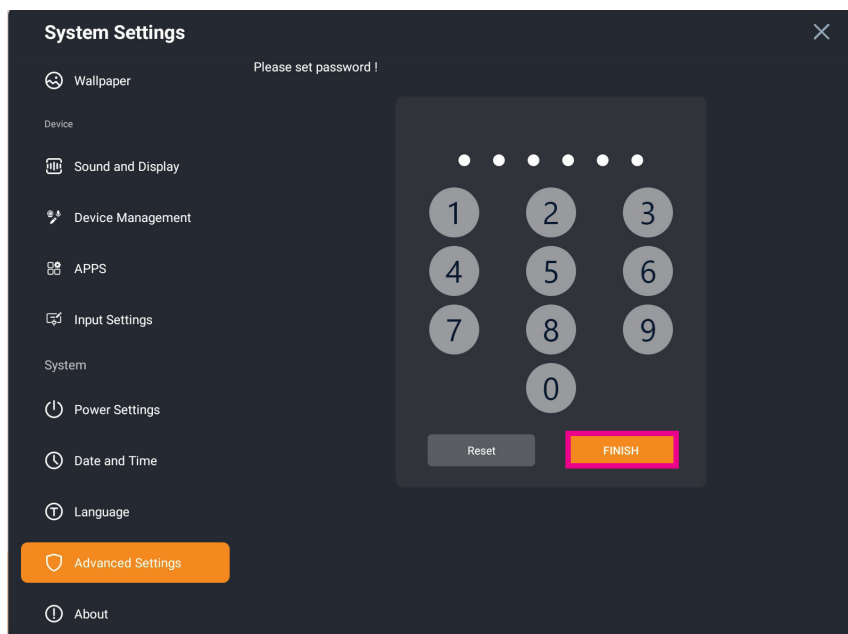 System Settings
Wallpaper
Device
Sound and Display
Device Management
APPS
Input Settings
System
Power Settings
Date and Time
Language
Advanced Settings
About
Please set password !
1 2 3
4 5 6
7 8 9
0
Reset FINISH